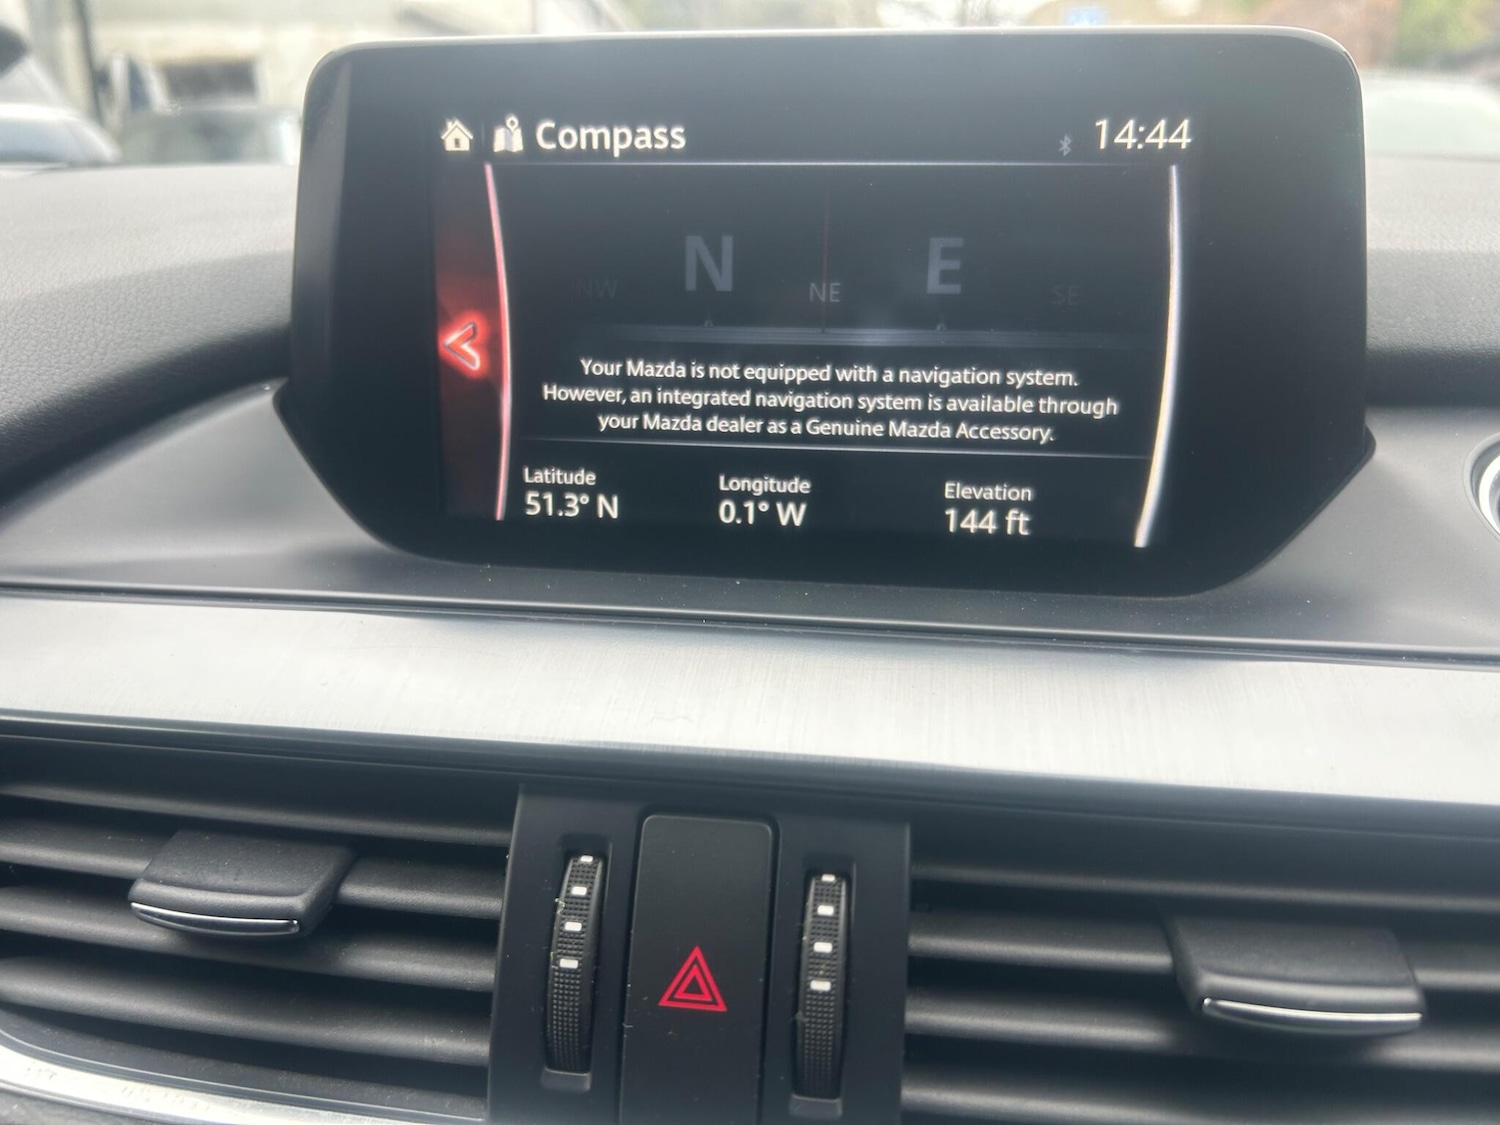 Compass 14:44
N E
NW NE SE
Your Mazda is not equipped with a navigation system.
However, an integrated navigation system is available through
your Mazda dealer as a Genuine Mazda Accessory.
Latitude Longitude Elevation
51.3° N 0.1° W 144 ft